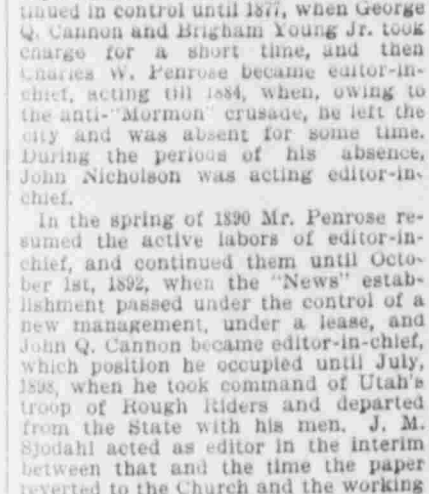 tinued in control until 1877, when George
Q. Cannon and Brigham Young Jr. took
charge for a short time, and then
Charles W. Penrose became editor-in-
chief, acting till 1884, when, owing to
the anti-"Mormon" crusade, he left the
city and was absent for some time.
During the periods of his absence,
John Nicholson was acting editor-in-
chief.
In the spring of 1890 Mr. Penrose re-
sumed the active labors of editor-in-
chief, and continued them until Octo-
ber 1st, 1892, when the "News" estab-
lishment passed under the control of a
new management, under a lease, and
John Q. Cannon became editor-in-chief,
which position he occupied until July,
1898, when he took command of Utah's
troop of Rough Riders and departed
from the State with his men. J. M.
Sjodahl acted as editor in the interim
between that and the time the paper
reverted to the Church and the working